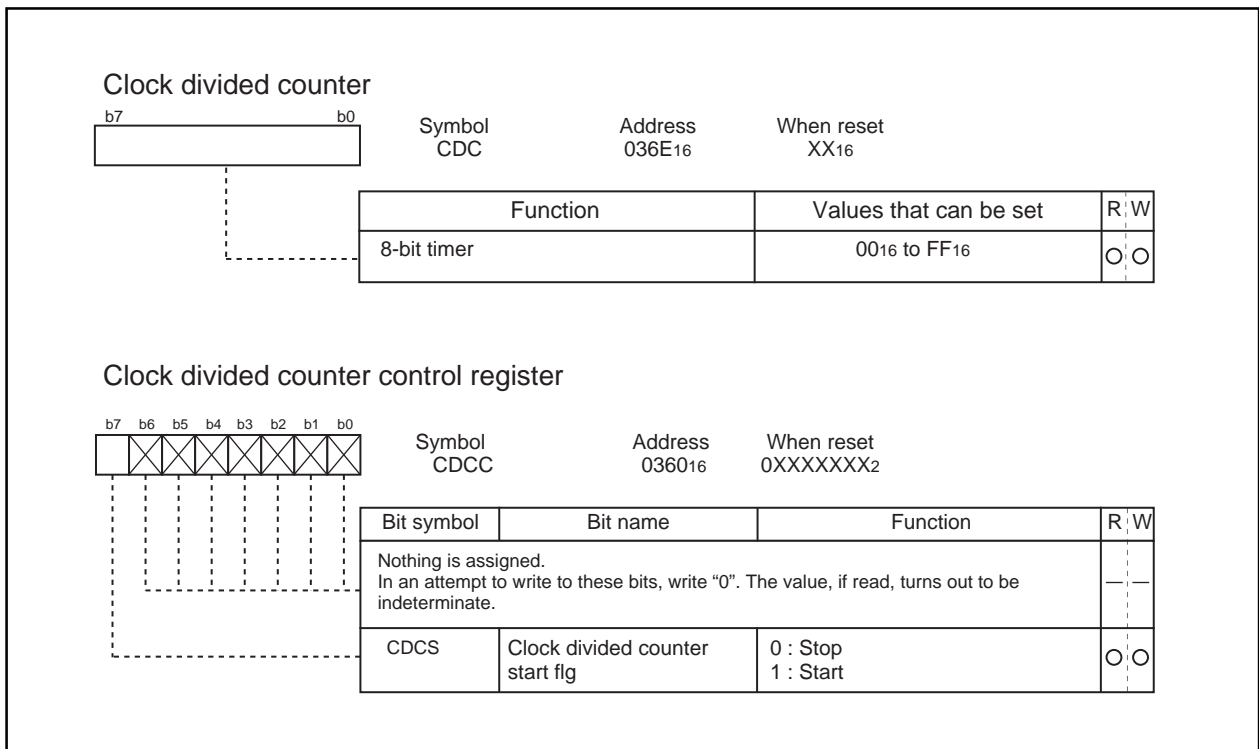 Clock divided counter
b7 b0
Symbol Address When reset
CDC 036E16 XX16
Function Values that can be set R W
8-bit timer 0016 to FF16 O O
Clock divided counter control register
b7 b6 b5 b4 b3 b2 b1 b0
Symbol Address When reset
CDCC 036016 0XXXXXXX2
Bit symbol Bit name Function R W
Nothing is assigned.
In an attempt to write to these bits, write “0”. The value, if read, turns out to be
indeterminate.
— —
CDCS Clock divided counter 0 : Stop O O
start flg 1 : Start